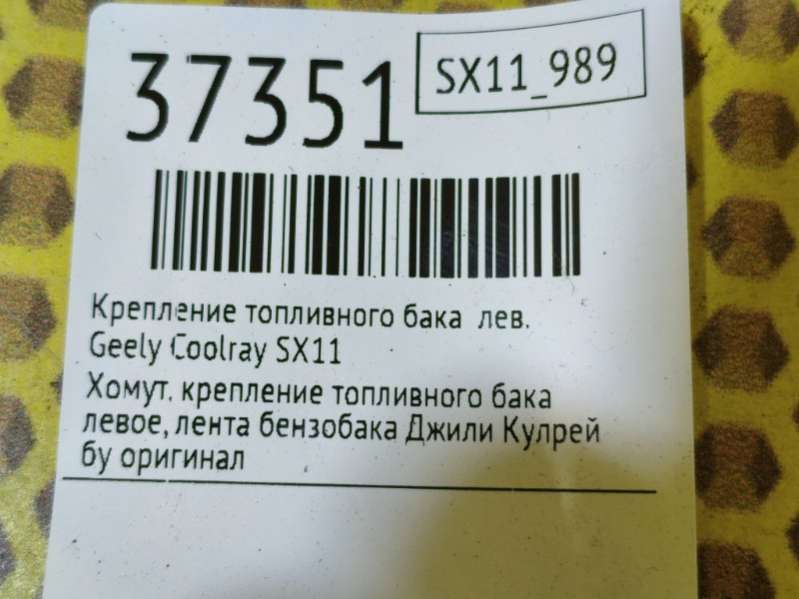 37351
SX11_989
Крепление топливного бака лев.
Geely Coolray SX11
Хомут, крепление топливного бака
левое, лента бензобака Джили Кулрей
бу оригинал